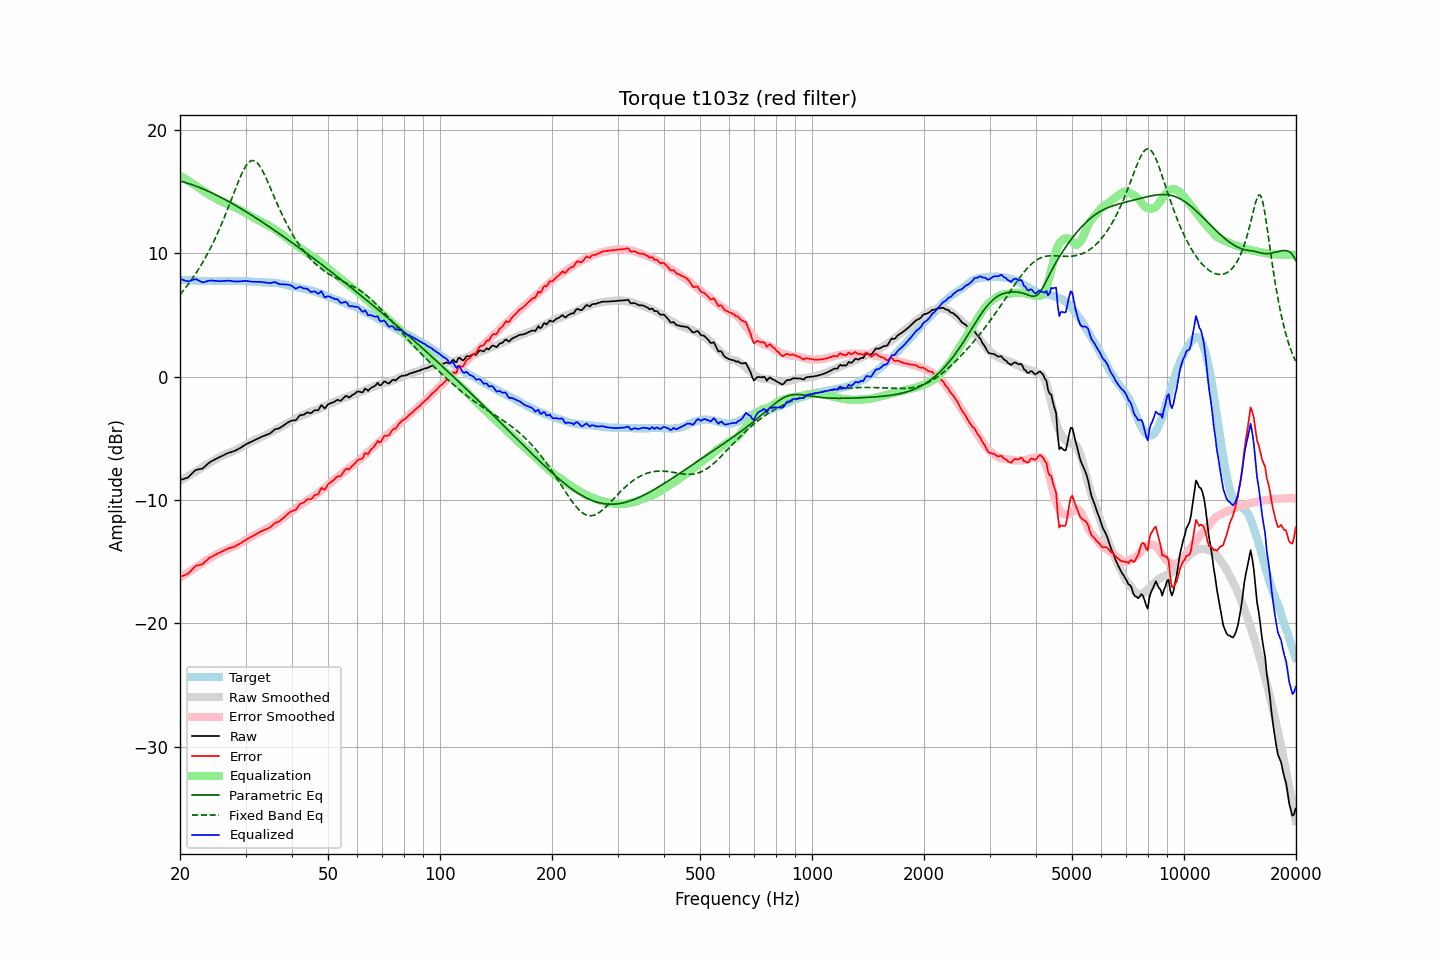 Torque t103z (red filter)
20
10
0
−10
−20
−30
Amplitude (dBr)
Target
Raw Smoothed
Error Smoothed
Raw
Error
Equalization
Parametric Eq
Fixed Band Eq
Equalized
20 50 100 200 500 1000 2000 5000 10000 20000
Frequency (Hz)